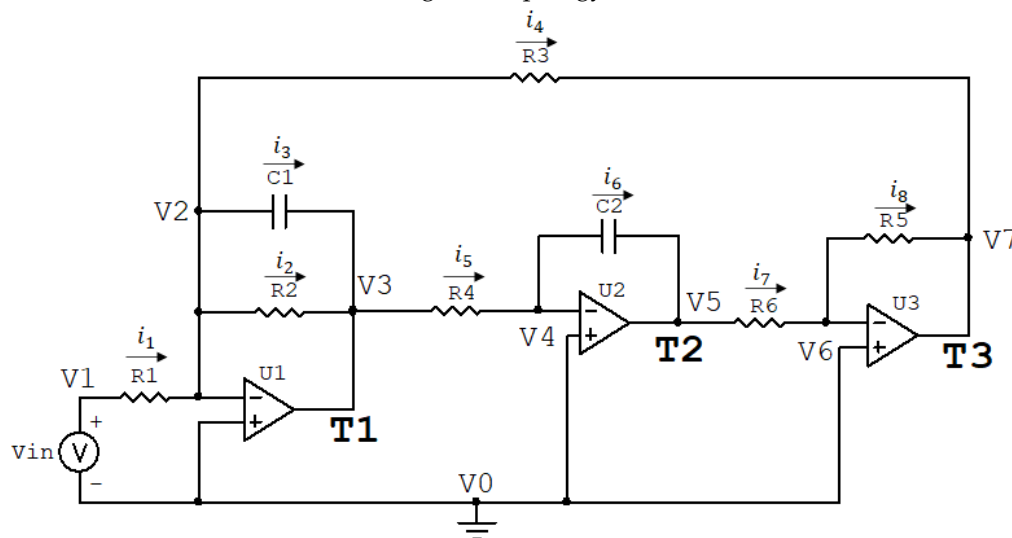 i₄
R3
i₃
C1
i₆
C2
i₈
R5
V2
V7
i₂
R2
V3
i₅
R4
U2
V5
i₇
R6
U3
V4
T2
V6
T3
i₁
V1
R1
U1
T1
+
Vin
V
−
V0
−
+
−
+
−
+